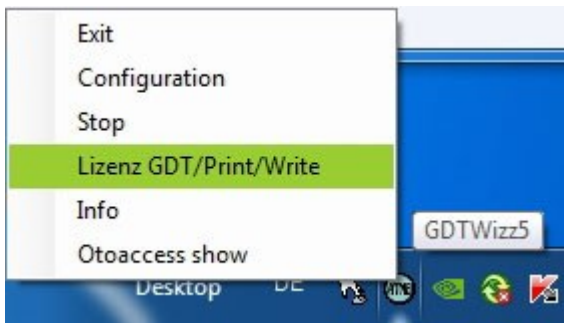 Exit
Configuration
Stop
Lizenz GDT/Print/Write
Info
Otoaccess show
GDTWizz5
Desktop DE